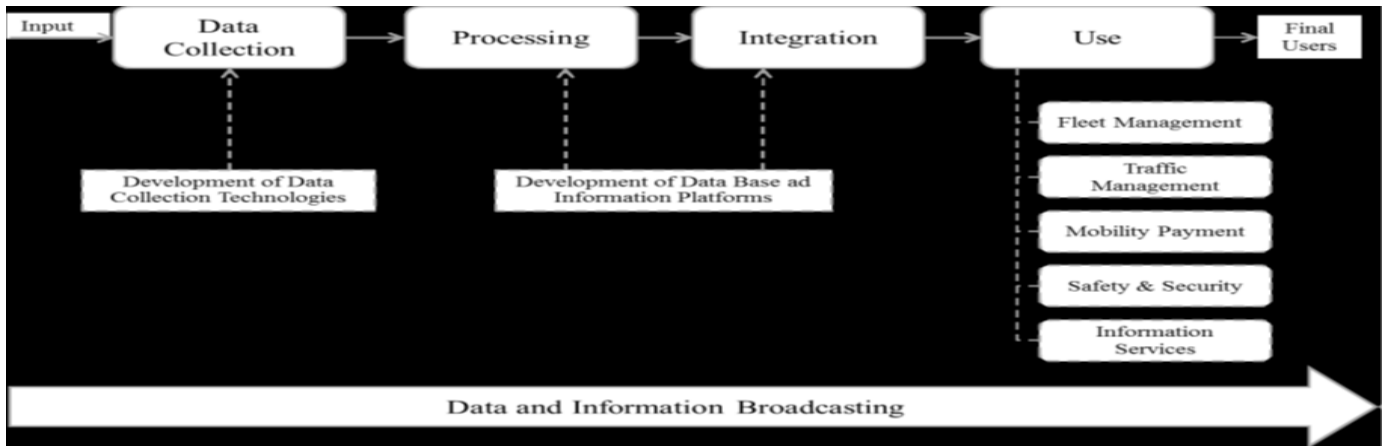 Input
Data
Collection
Processing
Integration
Use
Final
Users
Development of Data
Collection Technologies
Development of Data Base ad
Information Platforms
Fleet Management
Traffic
Management
Mobility Payment
Safety & Security
Information
Services
Data and Information Broadcasting